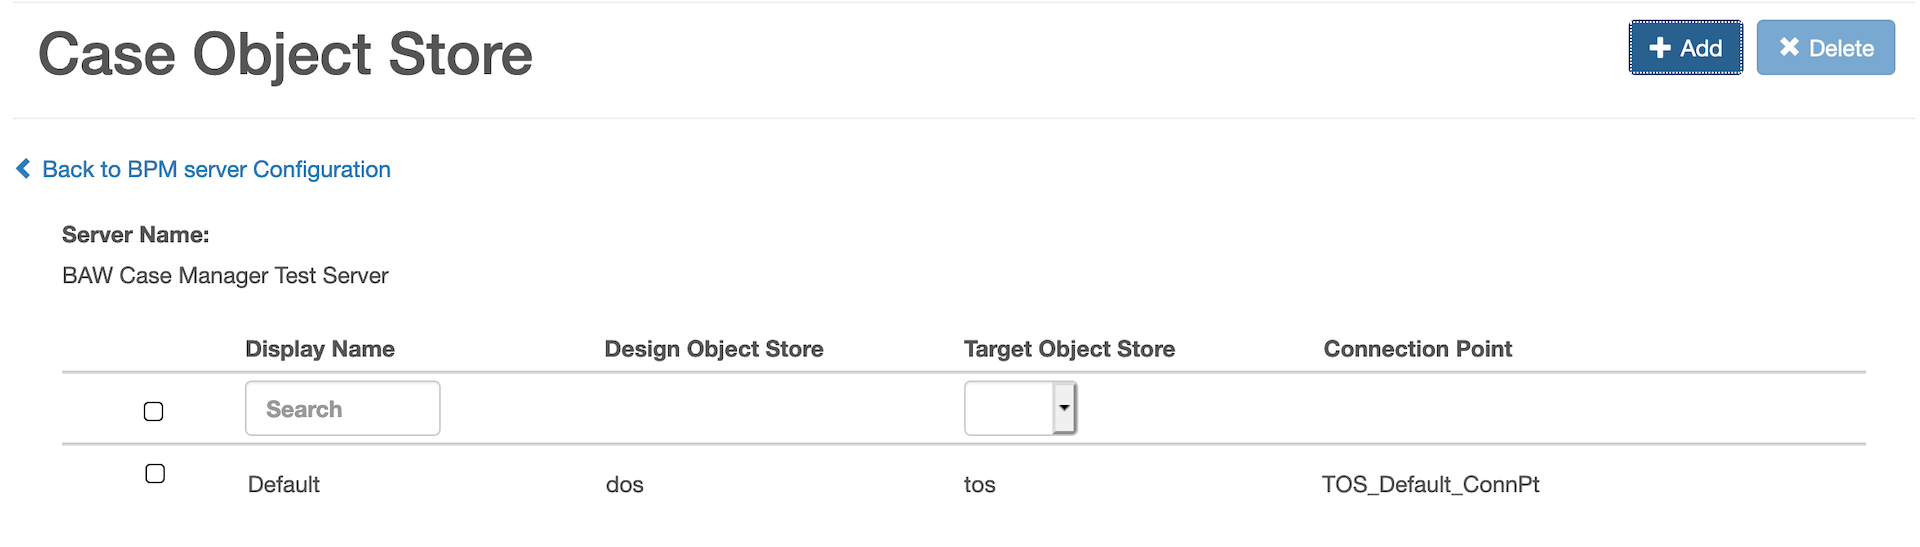 Case Object Store
Add
Delete
Back to BPM server Configuration
Server Name:
BAW Case Manager Test Server
Display Name Design Object Store Target Object Store Connection Point
Search
Default dos tos TOS_Default_ConnPt